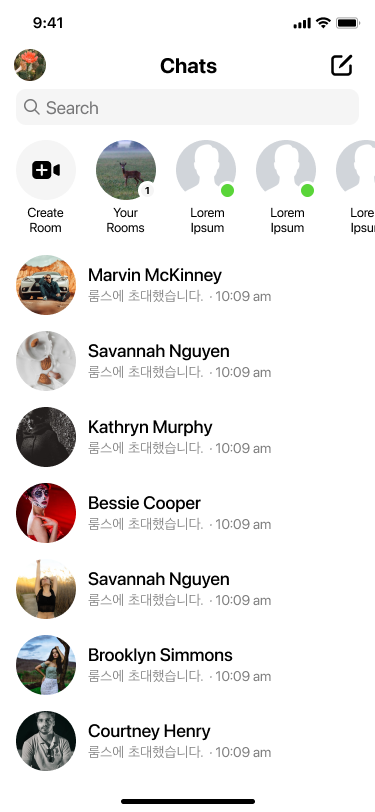 9:41
Chats
Search
1
Create
Room
Your
Rooms
Lorem
Ipsum
Lorem
Ipsum
Lore
Ipsu
Marvin McKinney
룸스에 초대했습니다. · 10:09 am
Savannah Nguyen
룸스에 초대했습니다. · 10:09 am
Kathryn Murphy
룸스에 초대했습니다. · 10:09 am
Bessie Cooper
룸스에 초대했습니다. · 10:09 am
Savannah Nguyen
룸스에 초대했습니다. · 10:09 am
Brooklyn Simmons
룸스에 초대했습니다. · 10:09 am
Courtney Henry
룸스에 초대했습니다. · 10:09 am